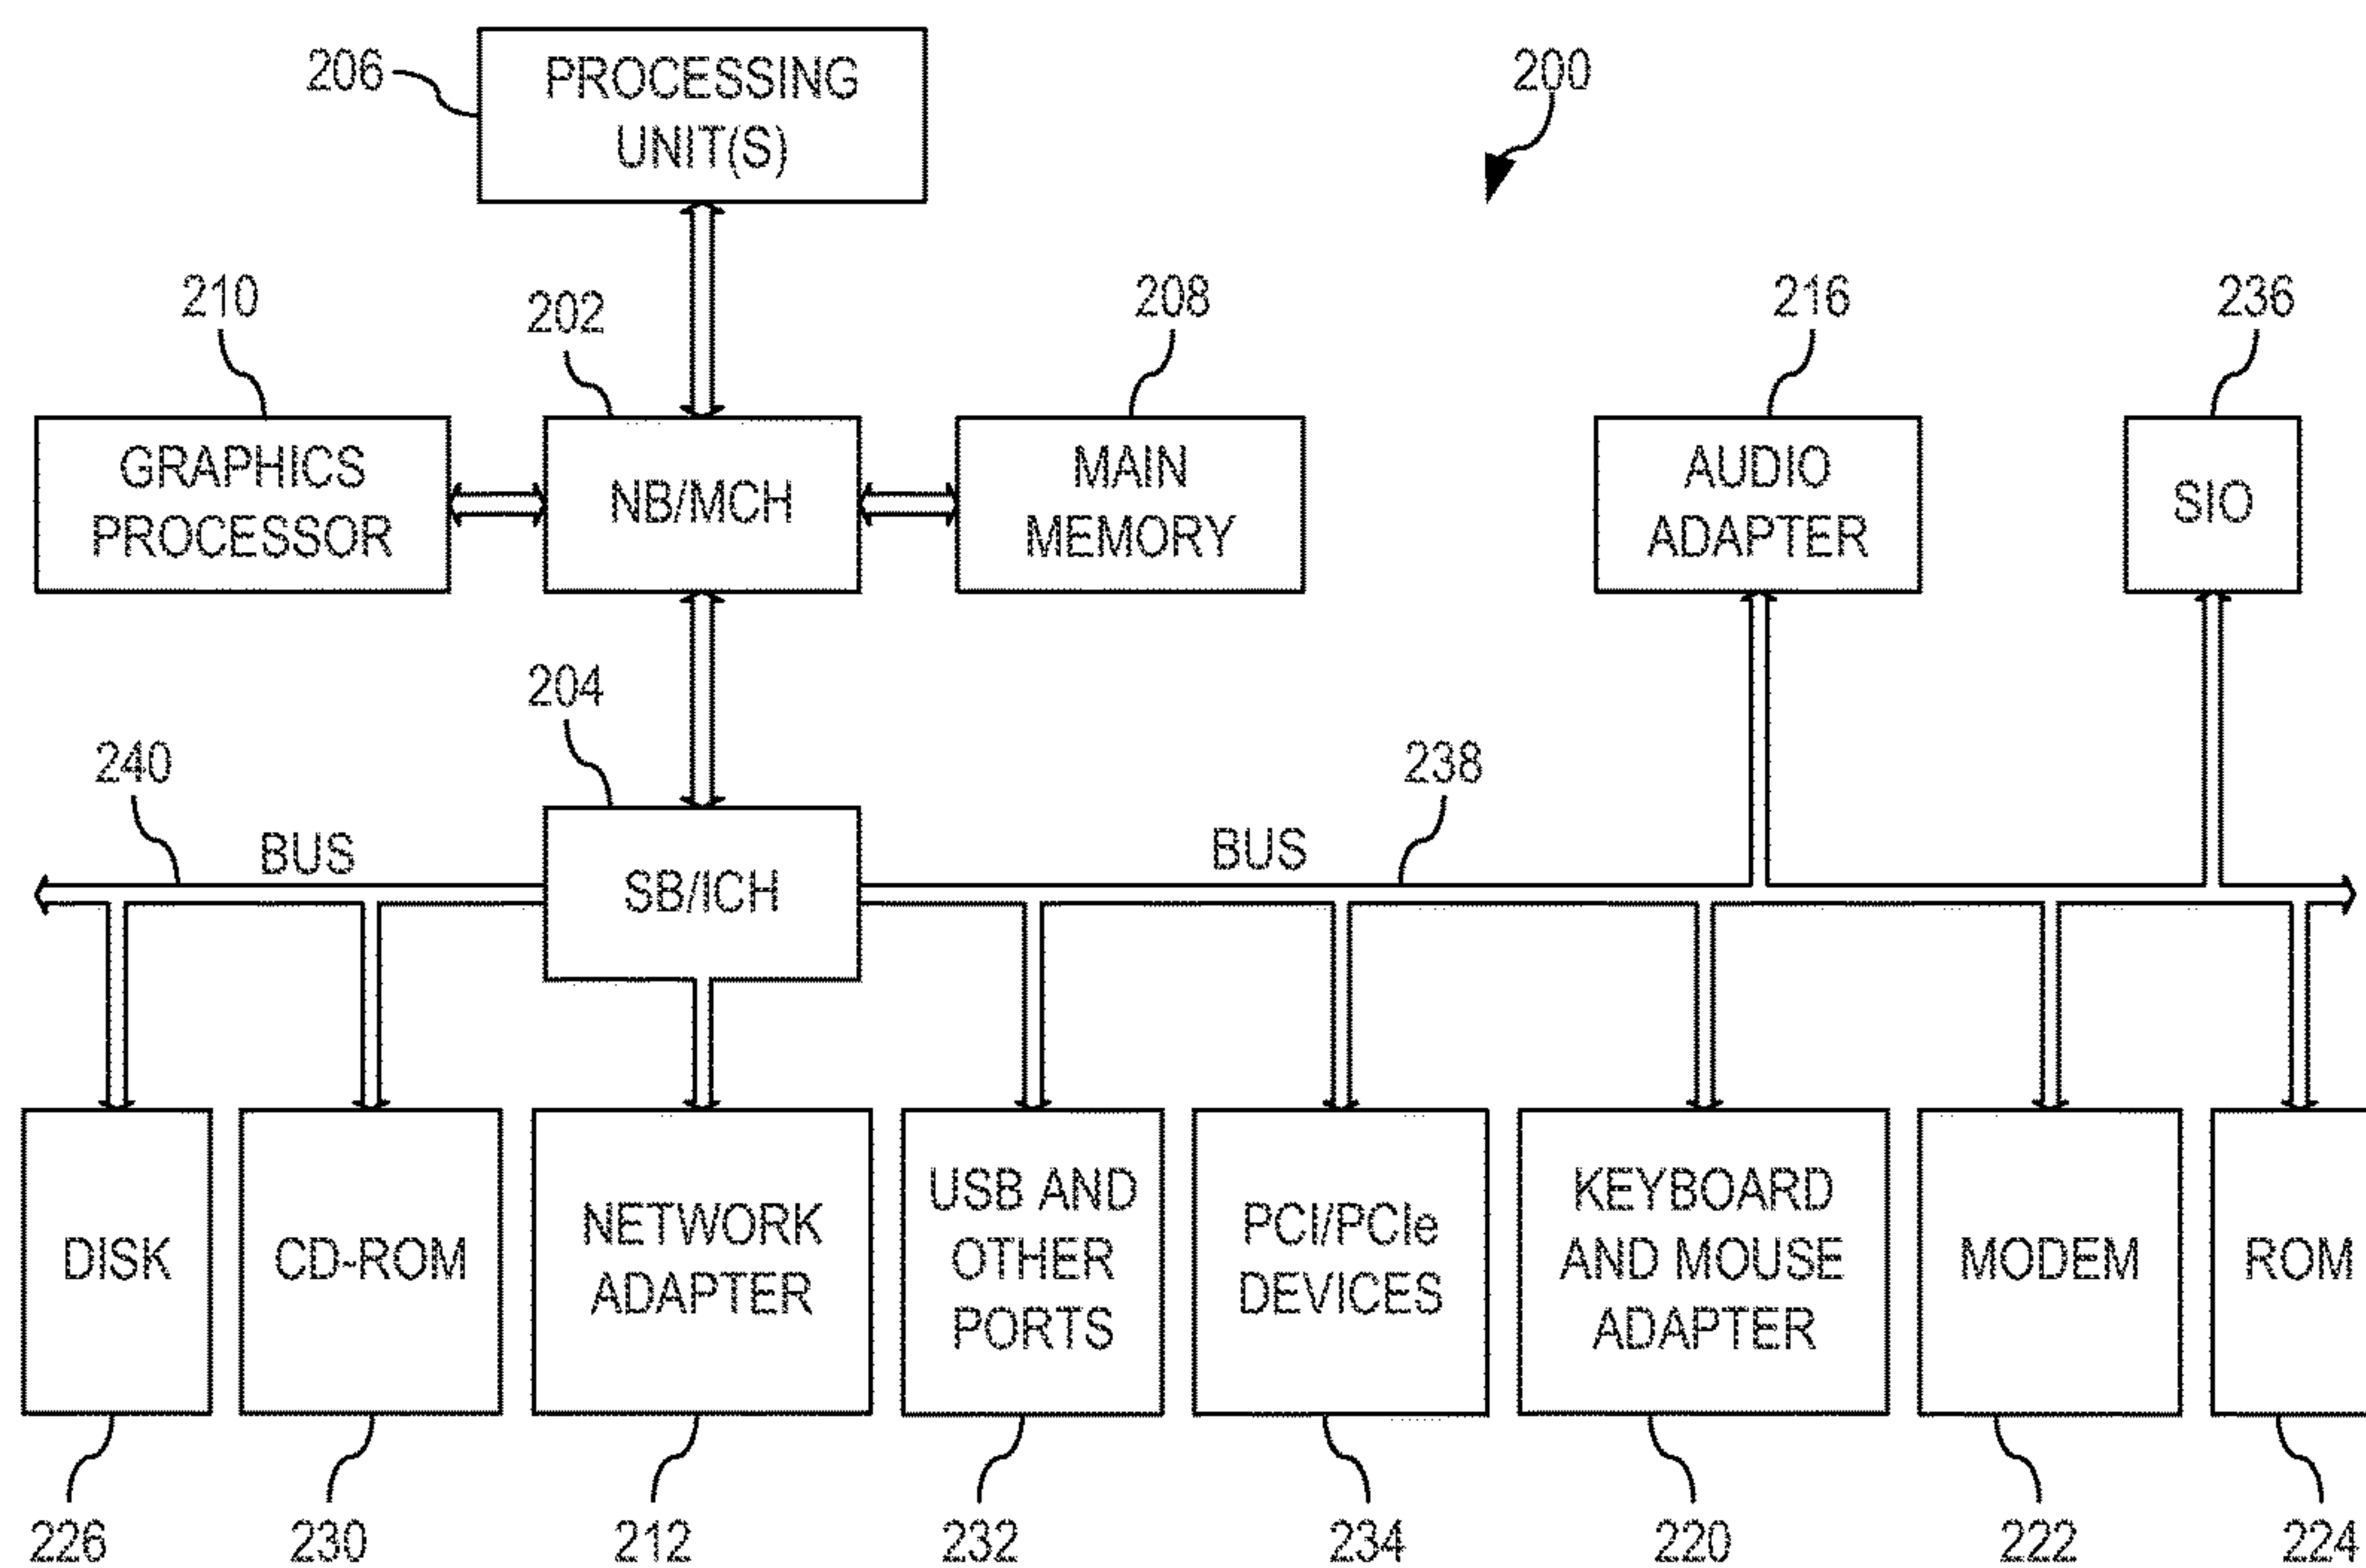 206
PROCESSING
UNIT(S)
200
210
202
208
216
236
GRAPHICS
PROCESSOR
NB/MCH
MAIN
MEMORY
AUDIO
ADAPTER
SIO
204
240
BUS
238
BUS
SB/ICH
DISK
CD-ROM
NETWORK
ADAPTER
USB AND
OTHER
PORTS
PCI/PCIe
DEVICES
KEYBOARD
AND MOUSE
ADAPTER
MODEM
ROM
226
230
212
232
234
220
222
224